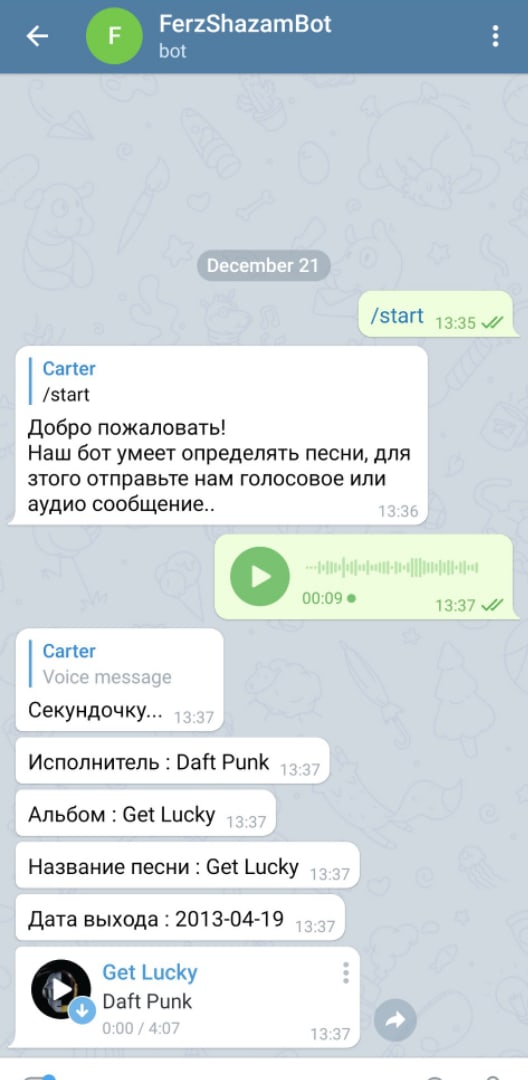 F
FerzShazamBot
bot
December 21
/start 13:35
Carter
/start
Добро пожаловать!
Наш бот умеет определять песни, для
зтого отправьте нам голосовое или
аудио сообщение..
13:36
00:09
13:37
Carter
Voice message
Секундочку... 13:37
Исполнитель : Daft Punk 13:37
Альбом : Get Lucky 13:37
Название песни : Get Lucky 13:37
Дата выхода : 2013-04-19 13:37
Get Lucky
Daft Punk
0:00 / 4:07
13:37